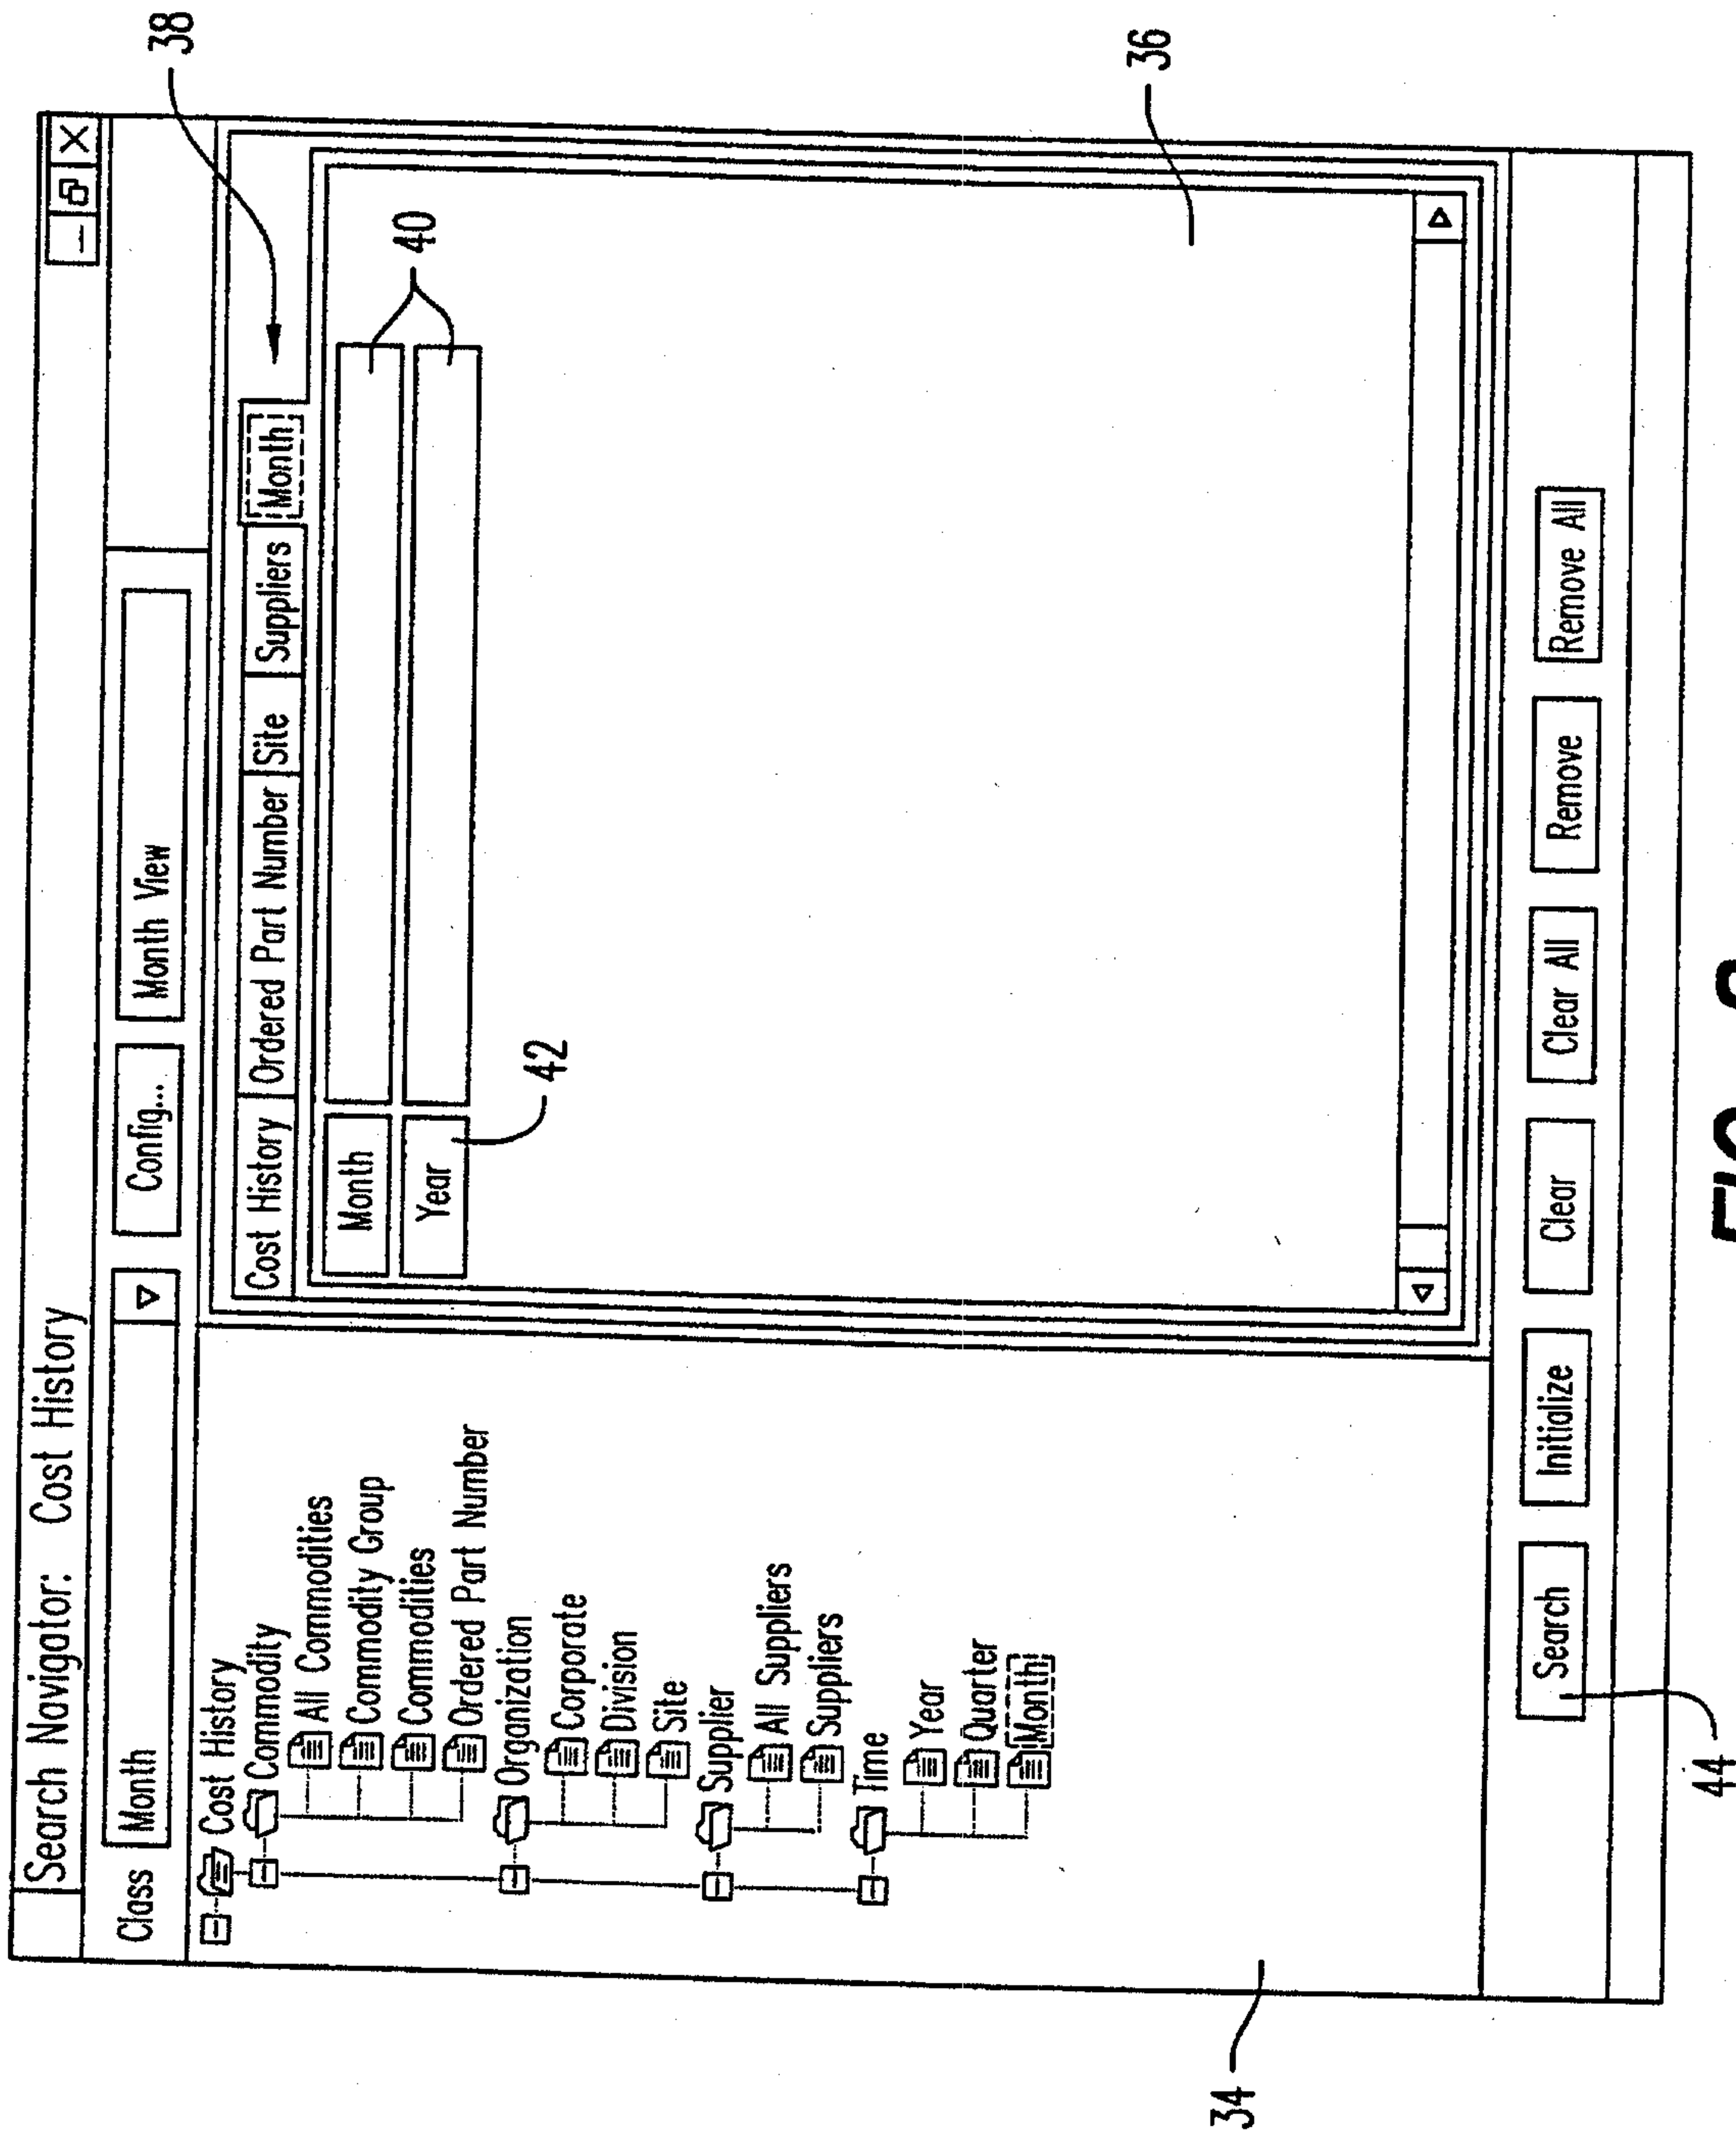 Search Navigator: Cost History
Class Month Config... Month View
Cost History
Commodity
All Commodities
Commodity Group
Commodities
Ordered Part Number
Organization
Corporate
Division
Site
Supplier
All Suppliers
Suppliers
Time
Year
Quarter
Month
Cost History Ordered Part Number Site Suppliers Month
38
Month
Year
40
42
36
34
Search Initialize Clear Clear All Remove Remove All
44